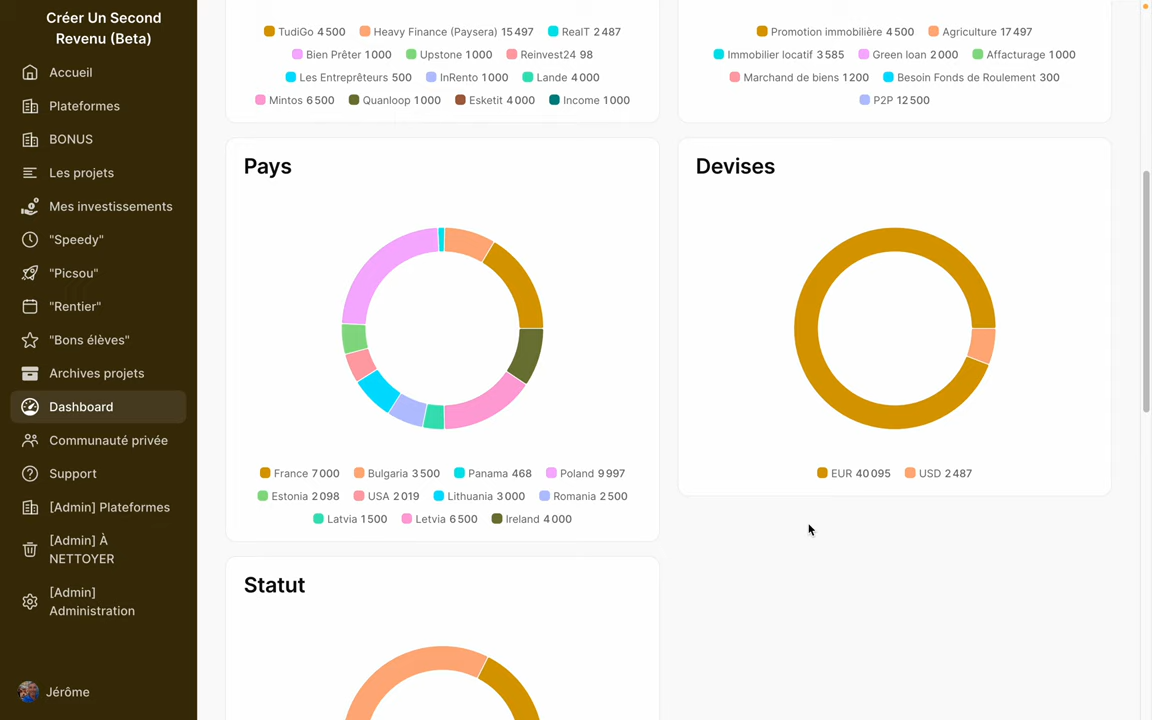 Créer Un Second
Revenu (Beta)
Accueil
Plateformes
BONUS
Les projets
Mes investissements
"Speedy"
"Picsou"
"Rentier"
"Bons élèves"
Archives projets
Dashboard
Communauté privée
Support
[Admin] Plateformes
[Admin] À
NETTOYER
[Admin]
Administration
Jérôme
TudiGo 4 500 Heavy Finance (Paysera) 15 497 RealT 2 487
Bien Prêter 1 000 Upstone 1 000 Reinvest24 98
Les Entreprêteurs 500 InRento 1 000 Lande 4 000
Mintos 6 500 Quanloop 1 000 Esketit 4 000 Income 1 000
Promotion immobilière 4 500 Agriculture 17 497
Immobilier locatif 3 585 Green loan 2 000 Affacturage 1 000
Marchand de biens 1 200 Besoin Fonds de Roulement 300
P2P 12 500
Pays
France 7 000 Bulgaria 3 500 Panama 468 Poland 9 997
Estonia 2 098 USA 2 019 Lithuania 3 000 Romania 2 500
Latvia 1 500 Letvia 6 500 Ireland 4 000
Devises
EUR 40 095 USD 2 487
Statut